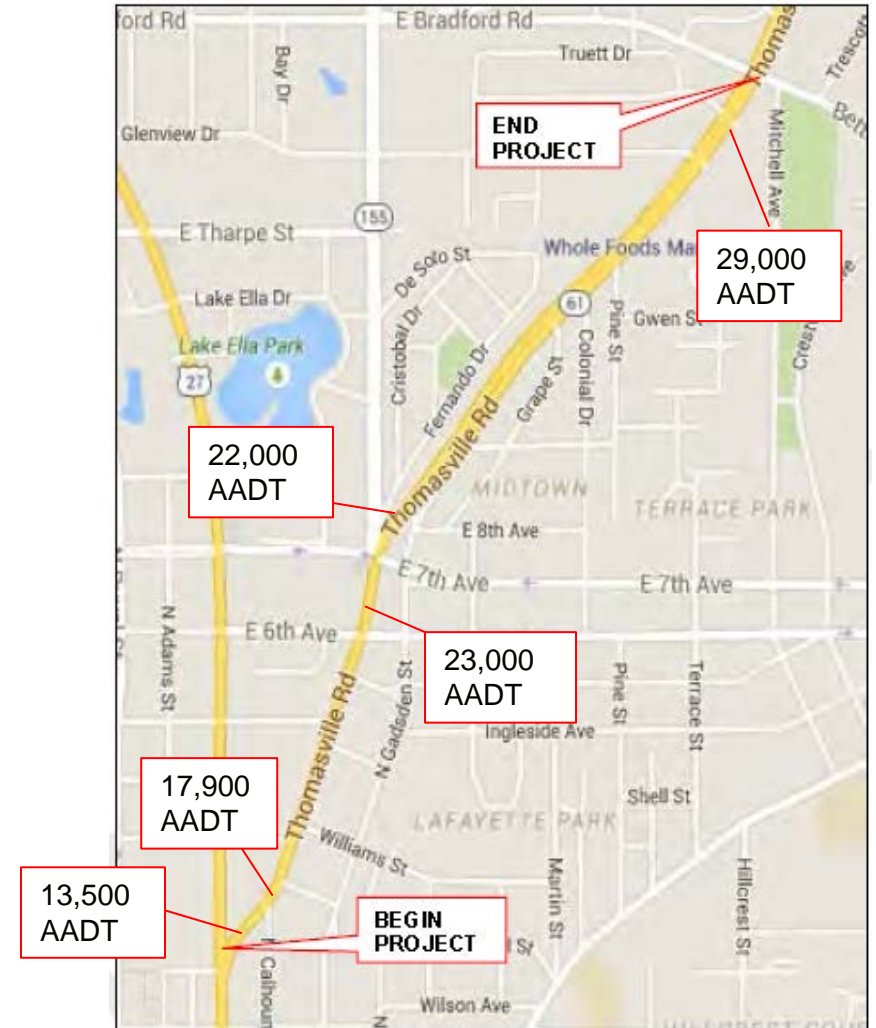 ford Rd
E Bradford Rd
Thomas
Truett Dr
Trescott
Bay Dr
END
PROJECT
Glenview Dr
Mitchell Ave
155
E Tharpe St
De Soto St
Whole Foods Ma
29,000
AADT
Lake Ella Dr
61
Pine St
Gwen S
Cristobal Dr
Lake Ella Park
27
Fernando Dr
Grape St
Colonial Dr
22,000
AADT
Thomasville Rd
MIDTOWN
TERRACE PARK
E 8th Ave
E 7th Ave
E 7th Ave
N Adams St
E 6th Ave
23,000
AADT
Pine St
Terrace St
N Gadsden St
Ingleside Ave
Thomasville Rd
17,900
AADT
Shell St
LAFAYETTE PARK
Williams St
Martin St
Hillcrest St
13,500
AADT
BEGIN
PROJECT
St
N Calhoun
Wilson Ave
N